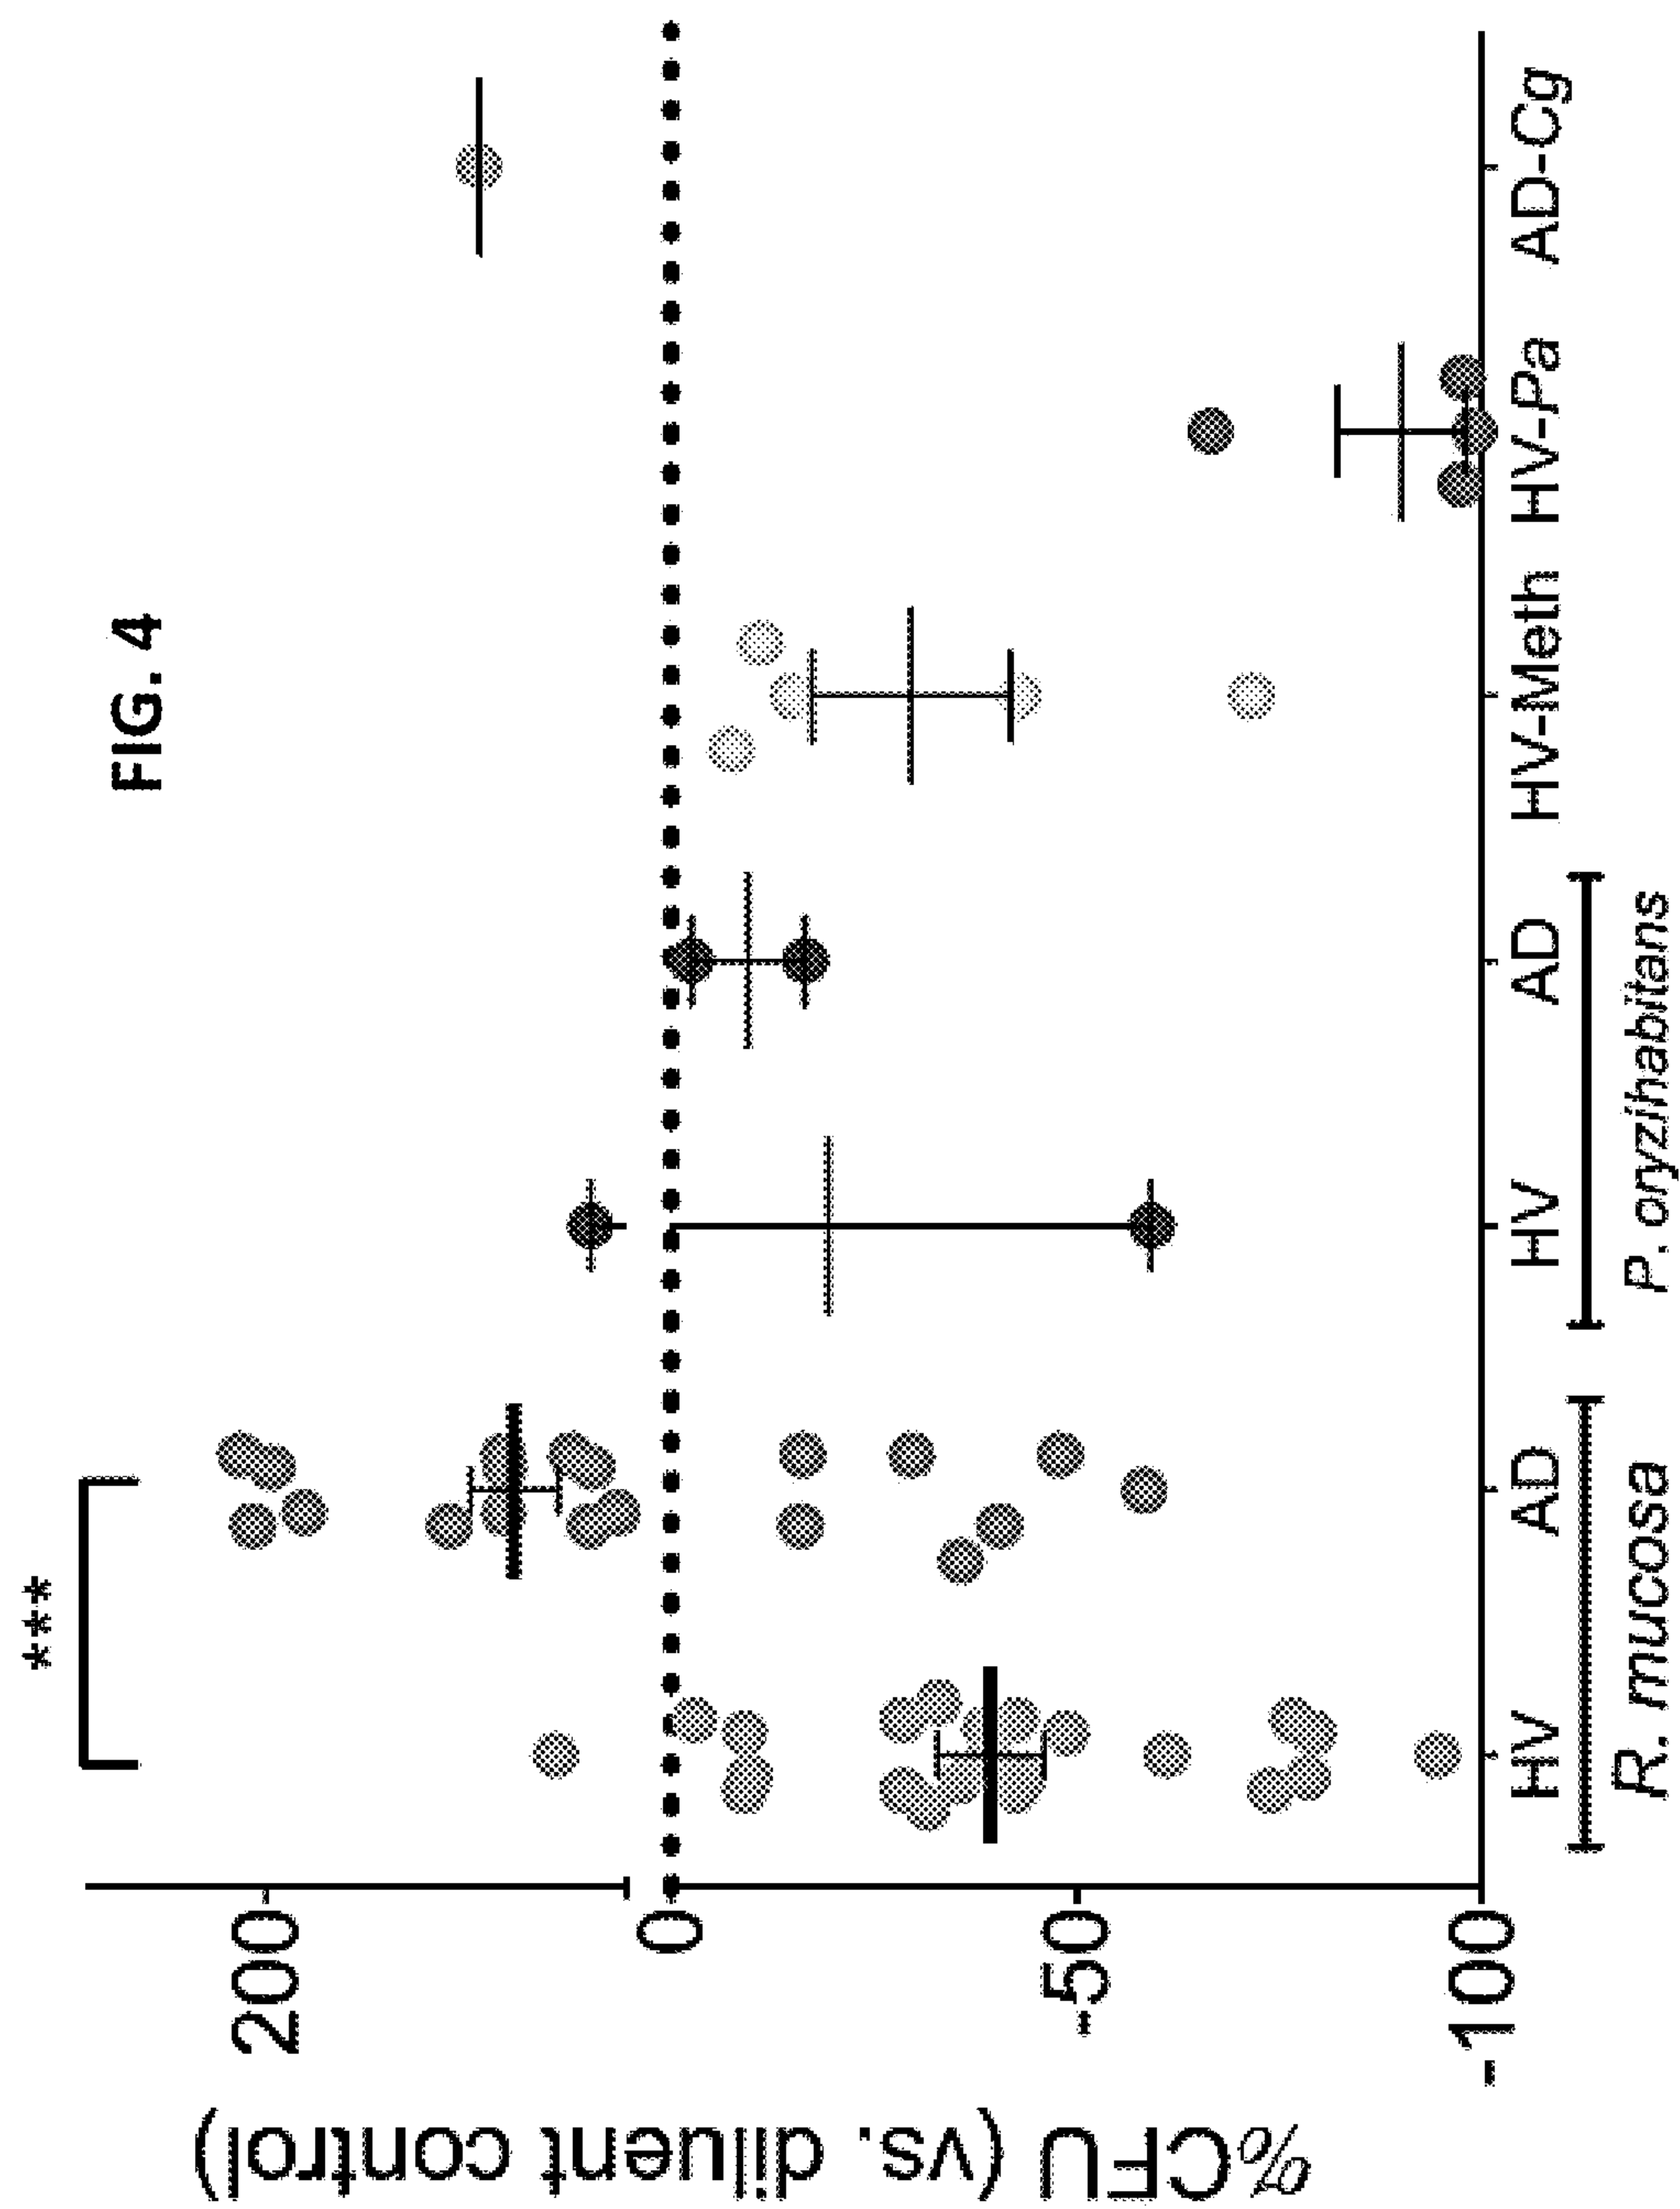 FIG. 4
***
%CFU (vs. diluent control)
200
0
-50
-100
HV AD HV AD HV-Meth HV-Pa AD-Cg
R. mucosa P. oryzihabitans